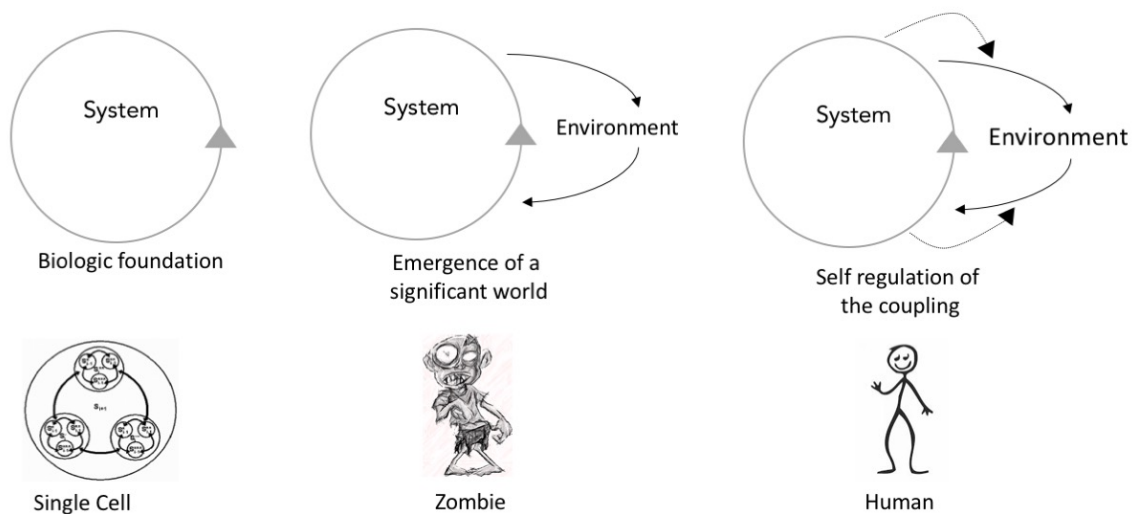 System
Biologic foundation
System
Environment
Emergence of a
significant world
System
Environment
Self regulation of
the coupling
Single Cell
Zombie
Human